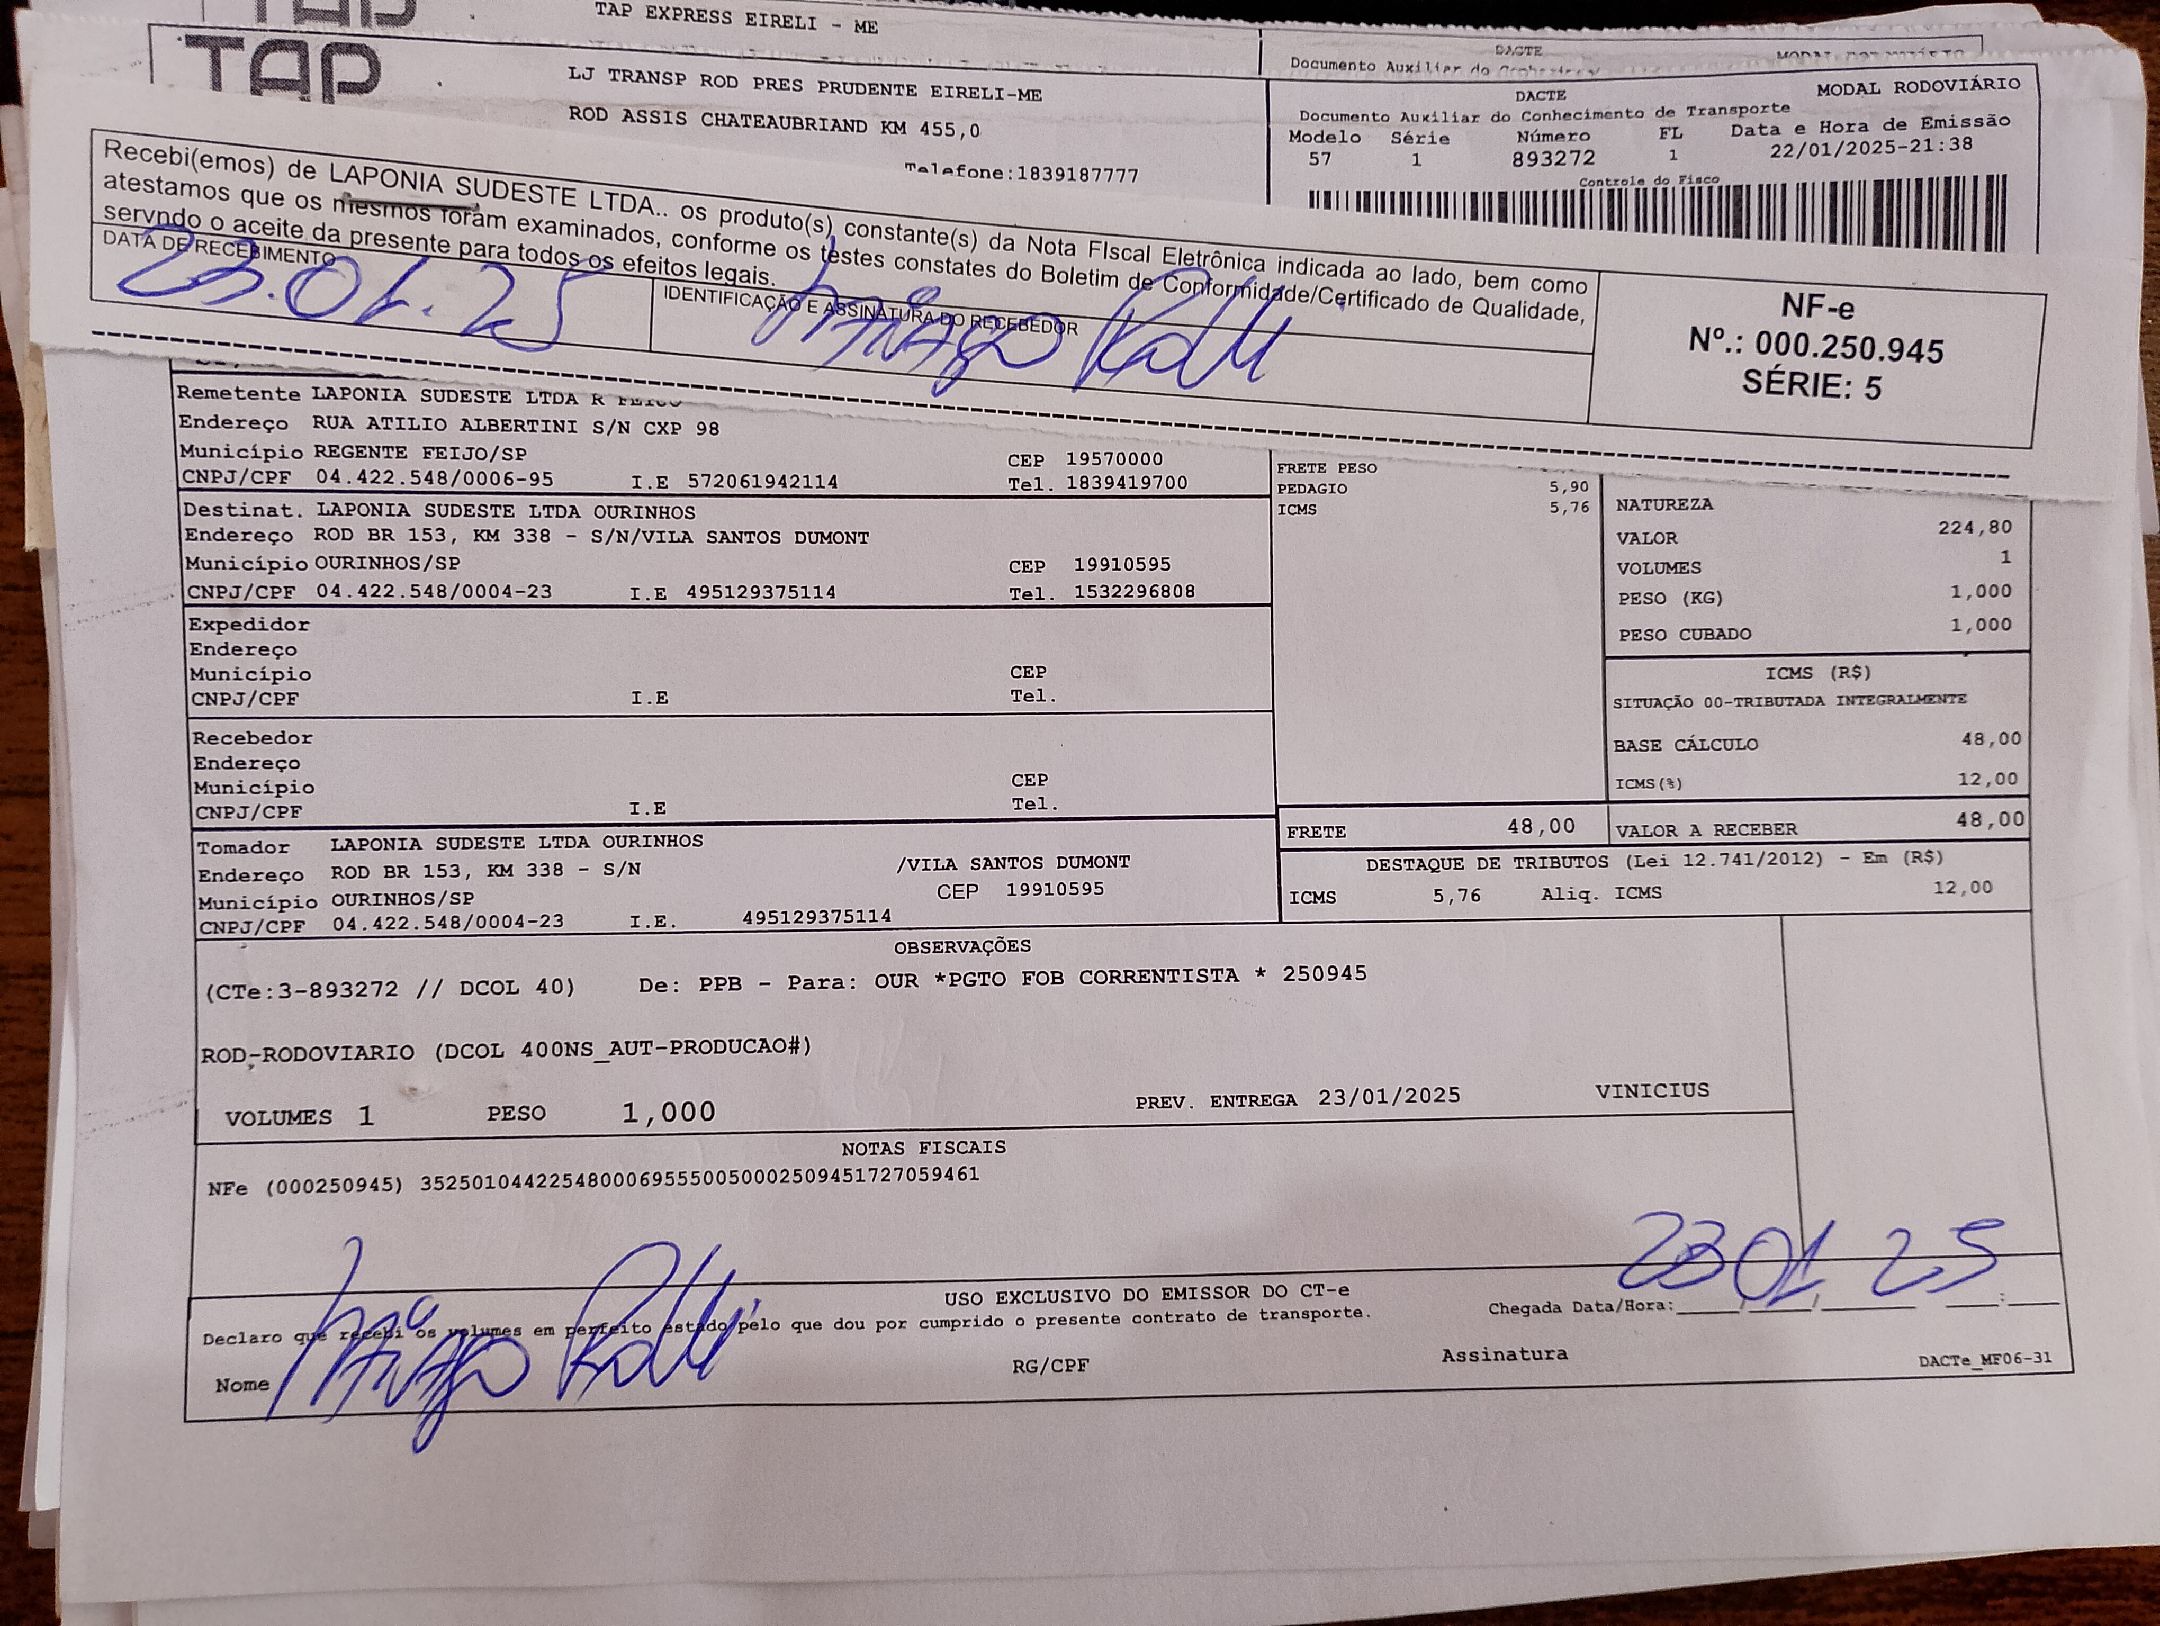 TAP EXPRESS EIRELI - ME
DACTE
Documento Auxiliar do
TAP
LJ TRANSP ROD PRES PRUDENTE EIRELI-ME
ROD ASSIS CHATEAUBRIAND KM 455,0
Telefone:1839187777
DACTE MODAL RODOVIÁRIO
Documento Auxiliar do Conhecimento de Transporte
Modelo Série Número FL Data e Hora de Emissão
57 1 893272 1 22/01/2025-21:38
Controle do Fisco
Recebi(emos) de LAPONIA SUDESTE LTDA.. os produto(s) constante(s) da Nota FIscal Eletrônica indicada ao lado, bem como
atestamos que os mesmos foram examinados, conforme os testes constates do Boletim de Conformidade/Certificado de Qualidade,
servndo o aceite da presente para todos os efeitos legais.
DATA DE RECEBIMENTO
23.01.25
IDENTIFICAÇÃO E ASSINATURA DO RECEBEDOR
NF-e
Nº.: 000.250.945
SÉRIE: 5
Remetente LAPONIA SUDESTE LTDA R
Endereço RUA ATILIO ALBERTINI S/N CXP 98
Município REGENTE FEIJO/SP CEP 19570000
CNPJ/CPF 04.422.548/0006-95 I.E 572061942114 Tel. 1839419700
Destinat. LAPONIA SUDESTE LTDA OURINHOS
Endereço ROD BR 153, KM 338 - S/N/VILA SANTOS DUMONT
Município OURINHOS/SP CEP 19910595
CNPJ/CPF 04.422.548/0004-23 I.E 495129375114 Tel. 1532296808
Expedidor
Endereço
Município CEP
CNPJ/CPF I.E Tel.
Recebedor
Endereço
Município CEP
CNPJ/CPF I.E Tel.
Tomador LAPONIA SUDESTE LTDA OURINHOS
Endereço ROD BR 153, KM 338 - S/N /VILA SANTOS DUMONT
Município OURINHOS/SP CEP 19910595
CNPJ/CPF 04.422.548/0004-23 I.E. 495129375114
FRETE PESO
PEDAGIO 5,90
ICMS 5,76
NATUREZA
VALOR 224,80
VOLUMES 1
PESO (KG) 1,000
PESO CUBADO 1,000
ICMS (R$)
SITUAÇÃO 00-TRIBUTADA INTEGRALMENTE
BASE CÁLCULO 48,00
ICMS(%) 12,00
FRETE 48,00 VALOR A RECEBER 48,00
DESTAQUE DE TRIBUTOS (Lei 12.741/2012) - Em (R$)
ICMS 5,76 Aliq. ICMS 12,00
OBSERVAÇÕES
(CTe:3-893272 // DCOL 40) De: PPB - Para: OUR *PGTO FOB CORRENTISTA * 250945
ROD-RODOVIARIO (DCOL 400NS_AUT-PRODUCAO#)
VOLUMES 1 PESO 1,000 PREV. ENTREGA 23/01/2025 VINICIUS
NOTAS FISCAIS
NFe (000250945) 35250104422548000695550050002509451727059461
USO EXCLUSIVO DO EMISSOR DO CT-e
Declaro que recebi os volumes em perfeito estado pelo que dou por cumprido o presente contrato de transporte.
Chegada Data/Hora: 23 01 25
Nome RG/CPF Assinatura DACTe_MF06-31